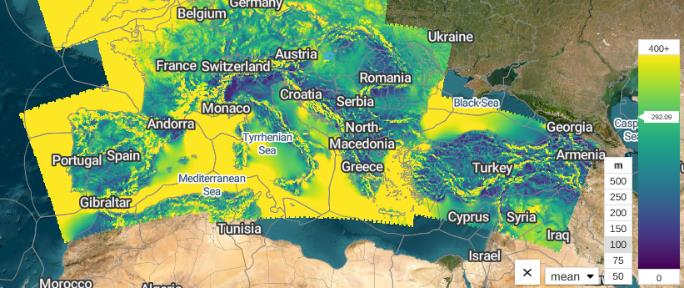 Germany
Belgium
Ukraine
Austria
France
Switzerland
Romania
Croatia
Monaco
Serbia
Black Sea
Andorra
North
Macedonia
Georgia
Tyrrhenian
Sea
Portugal
Spain
Greece
Turkey
Armenia
Mediterranean
Sea
Gibraltar
Cyprus
Syria
Tunisia
Iraq
Israel
Morocco
400+
292.09
0
m
500
250
200
150
100
75
50
×
mean